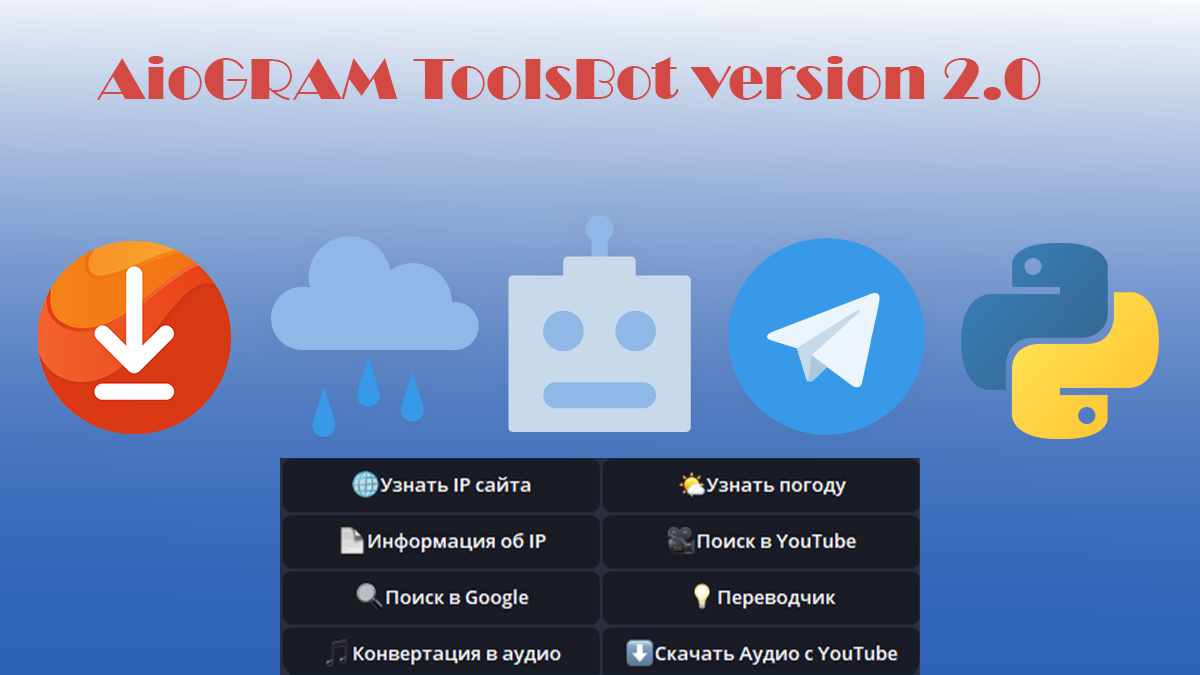 AioGRAM ToolsBot version 2.0
Узнать IP сайта
Узнать погоду
Информация об IP
Поиск в YouTube
Поиск в Google
Переводчик
Конвертация в аудио
Скачать Аудио с YouTube